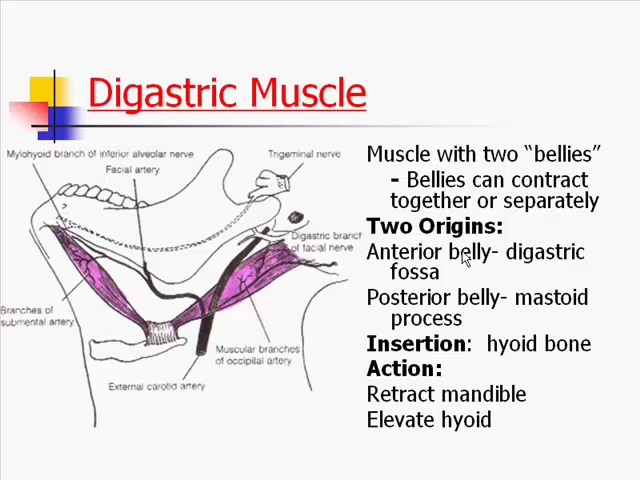 Digastric Muscle
Mylohyoid branch of inferior alveolar nerve
Facial artery
Trigeminal nerve
Digastric branch
of facial nerve
Branches of
submental artery
Muscular branches
of occipital artery
External carotid artery
Muscle with two “bellies”
- Bellies can contract
together or separately
Two Origins:
Anterior belly- digastric
fossa
Posterior belly- mastoid
process
Insertion: hyoid bone
Action:
Retract mandible
Elevate hyoid